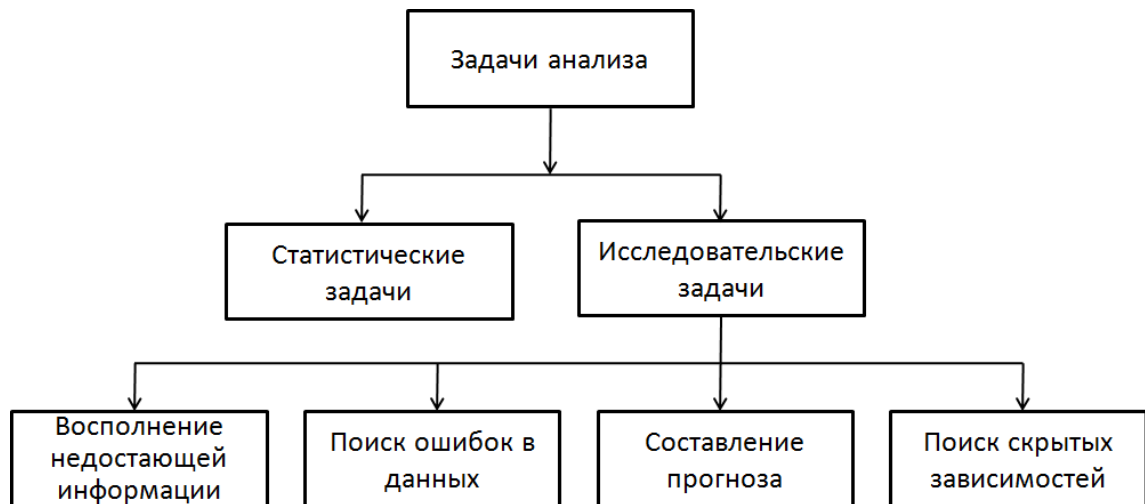 Задачи анализа
Статистические
задачи
Исследовательские
задачи
Восполнение
недостающей
информации
Поиск ошибок в
данных
Составление
прогноза
Поиск скрытых
зависимостей